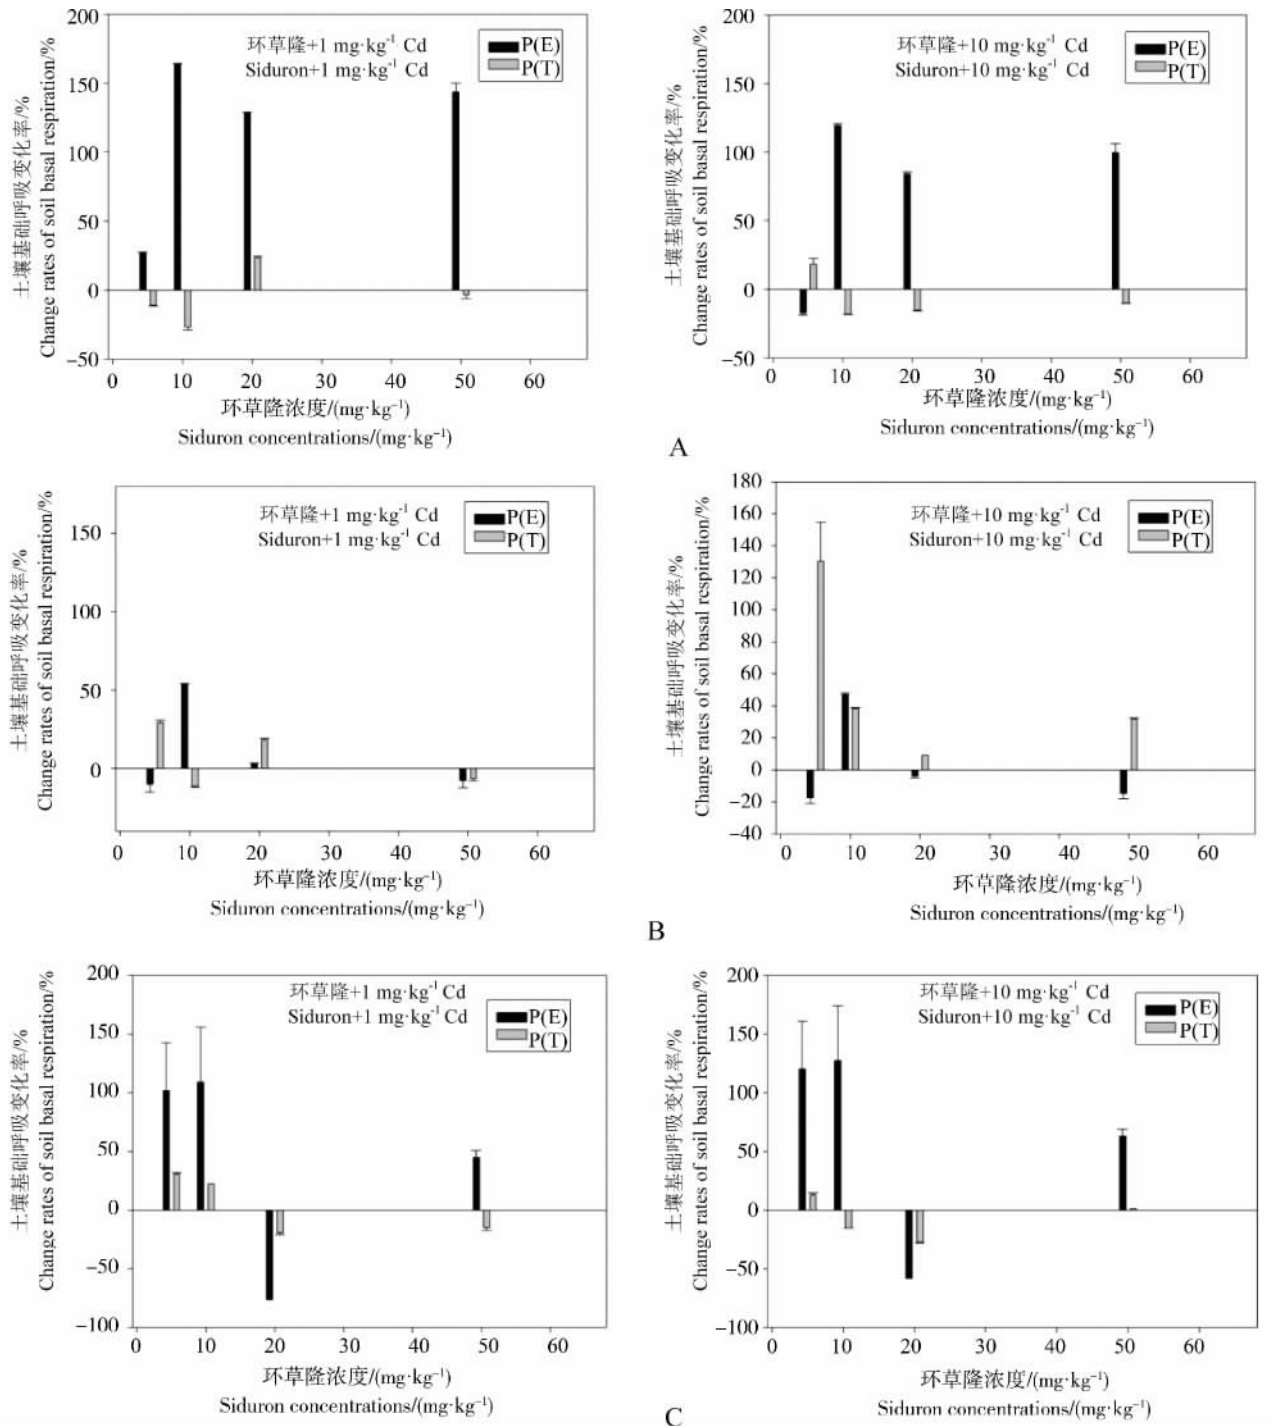 土壤基础呼吸变化率/%
Change rates of soil basal respiration/%
200
150
100
50
0
−50
环草隆+1 mg·kg⁻¹ Cd
Siduron+1 mg·kg⁻¹ Cd
P(E)
P(T)
0 10 20 30 40 50 60
环草隆浓度/(mg·kg⁻¹)
Siduron concentrations/(mg·kg⁻¹)
土壤基础呼吸变化率/%
Change rates of soil basal respiration/%
200
150
100
50
0
−50
环草隆+10 mg·kg⁻¹ Cd
Siduron+10 mg·kg⁻¹ Cd
P(E)
P(T)
0 10 20 30 40 50 60
环草隆浓度/(mg·kg⁻¹)
Siduron concentrations/(mg·kg⁻¹)
A
土壤基础呼吸变化率/%
Change rates of soil basal respiration/%
150
100
50
0
环草隆+1 mg·kg⁻¹ Cd
Siduron+1 mg·kg⁻¹ Cd
P(E)
P(T)
0 10 20 30 40 50 60
环草隆浓度/(mg·kg⁻¹)
Siduron concentrations/(mg·kg⁻¹)
土壤基础呼吸变化率/%
Change rates of soil basal respiration/%
180
160
140
120
100
80
60
40
20
0
−20
−40
环草隆+10 mg·kg⁻¹ Cd
Siduron+10 mg·kg⁻¹ Cd
P(E)
P(T)
0 10 20 30 40 50 60
环草隆浓度/(mg·kg⁻¹)
Siduron concentrations/(mg·kg⁻¹)
B
土壤基础呼吸变化率/%
Change rates of soil basal respiration/%
200
150
100
50
0
−50
−100
环草隆+1 mg·kg⁻¹ Cd
Siduron+1 mg·kg⁻¹ Cd
P(E)
P(T)
0 10 20 30 40 50 60
环草隆浓度/(mg·kg⁻¹)
Siduron concentrations/(mg·kg⁻¹)
土壤基础呼吸变化率/%
Change rates of soil basal respiration/%
200
150
100
50
0
−50
−100
环草隆+10 mg·kg⁻¹ Cd
Siduron+10 mg·kg⁻¹ Cd
P(E)
P(T)
0 10 20 30 40 50 60
环草隆浓度/(mg·kg⁻¹)
Siduron concentrations/(mg·kg⁻¹)
C